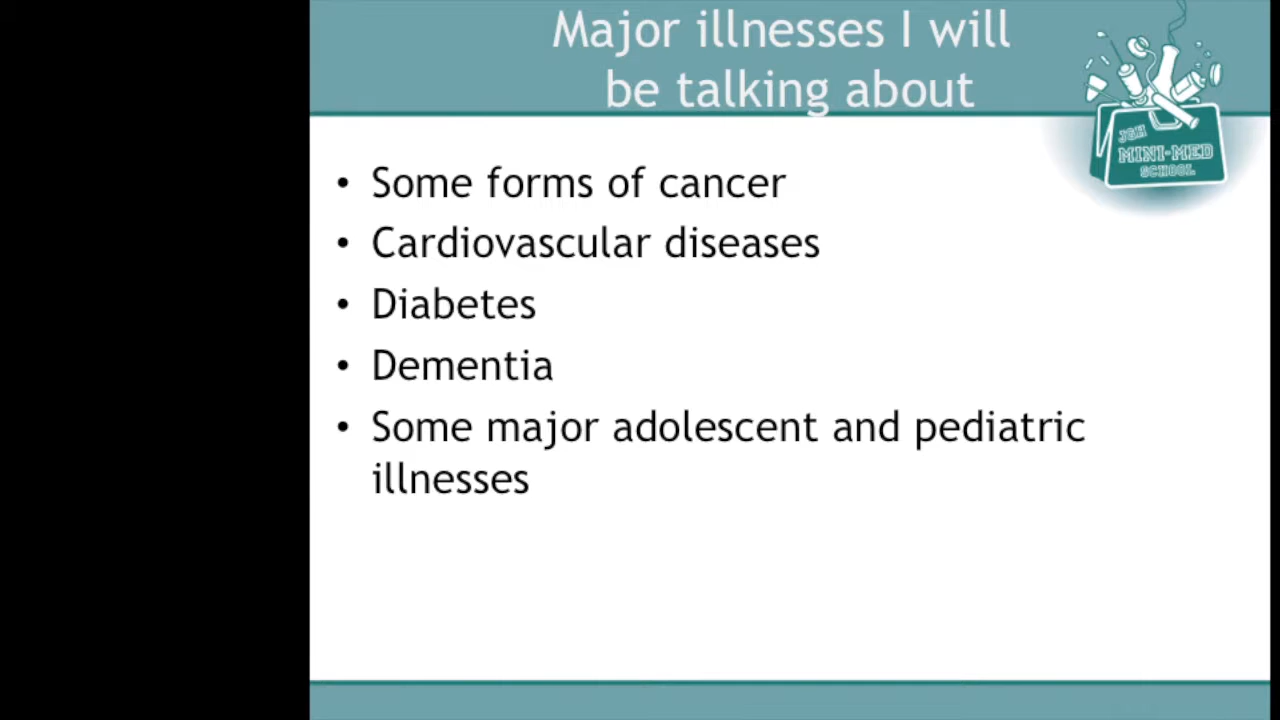 Major illnesses I will
be talking about
JGH
MINI-MED
SCHOOL
• Some forms of cancer
• Cardiovascular diseases
• Diabetes
• Dementia
• Some major adolescent and pediatric
illnesses